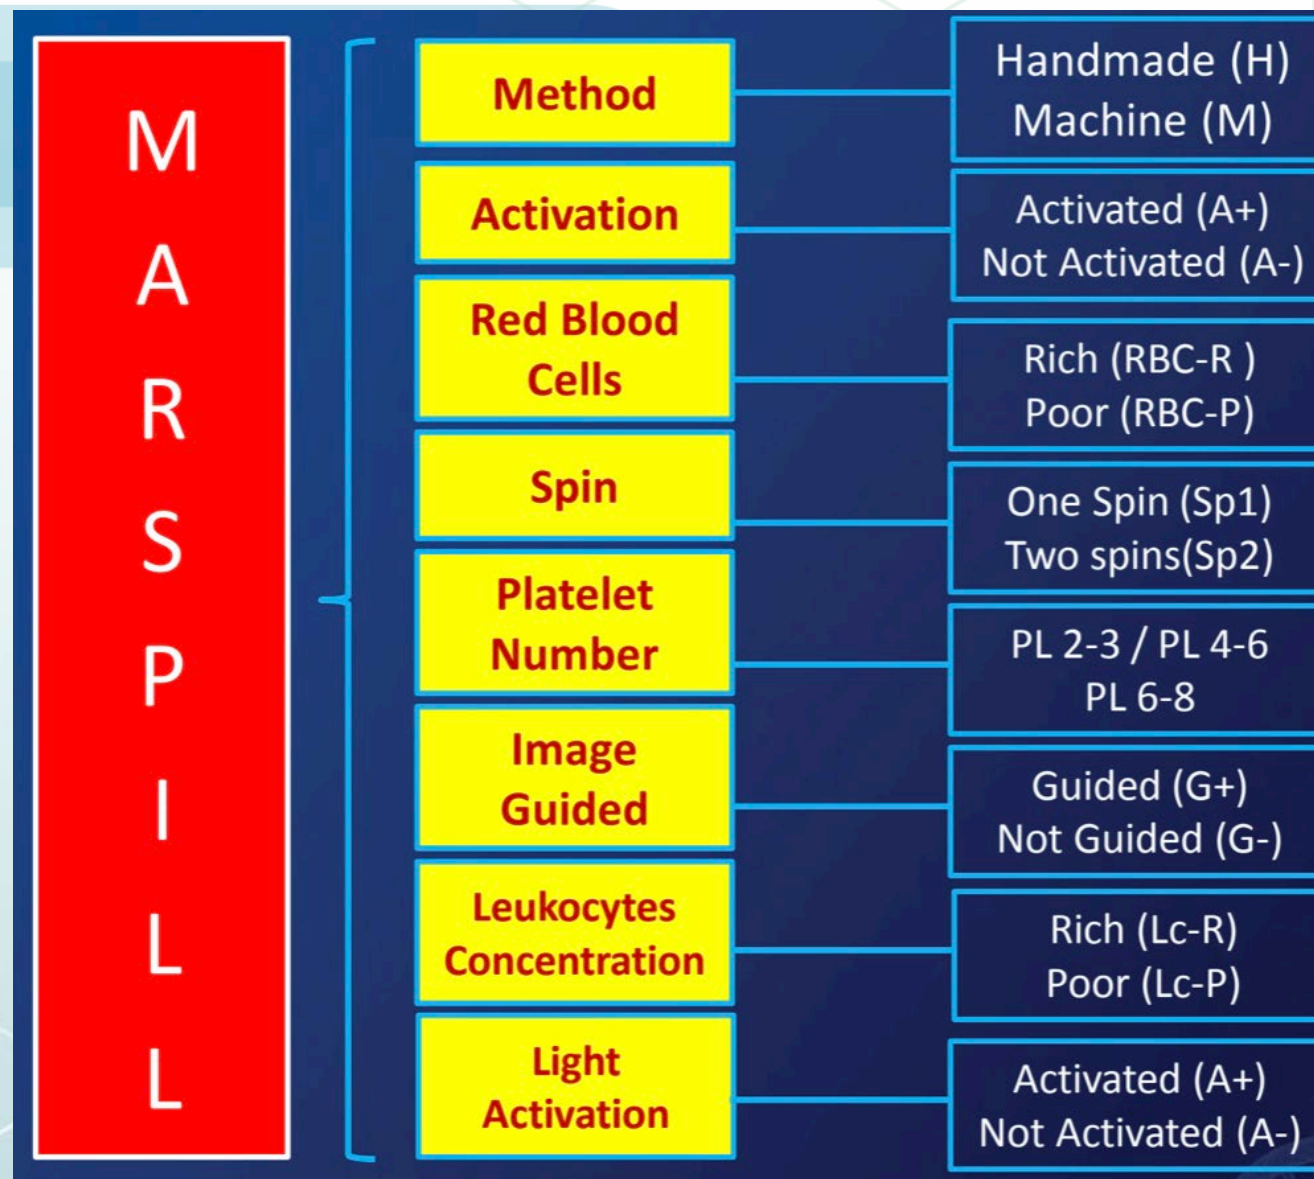 M
A
R
S
P
I
L
L
Method
Handmade (H)
Machine (M)
Activation
Activated (A+)
Not Activated (A-)
Red Blood
Cells
Rich (RBC-R )
Poor (RBC-P)
Spin
One Spin (Sp1)
Two spins(Sp2)
Platelet
Number
PL 2-3 / PL 4-6
PL 6-8
Image
Guided
Guided (G+)
Not Guided (G-)
Leukocytes
Concentration
Rich (Lc-R)
Poor (Lc-P)
Light
Activation
Activated (A+)
Not Activated (A-)